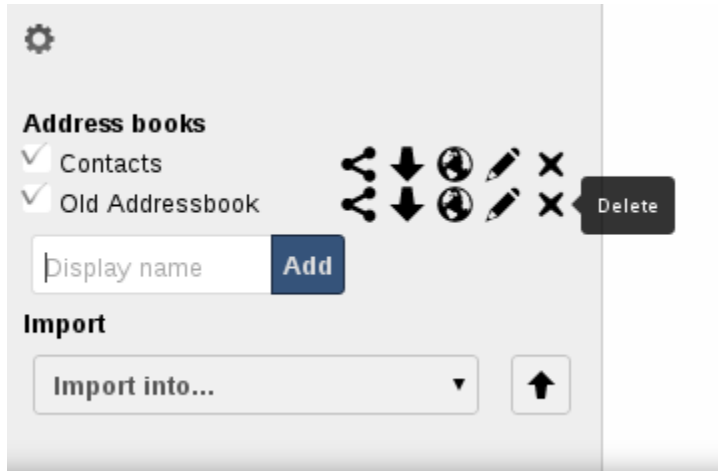 Address books
Contacts
Old Addressbook
Delete
Display name
Add
Import
Import into...